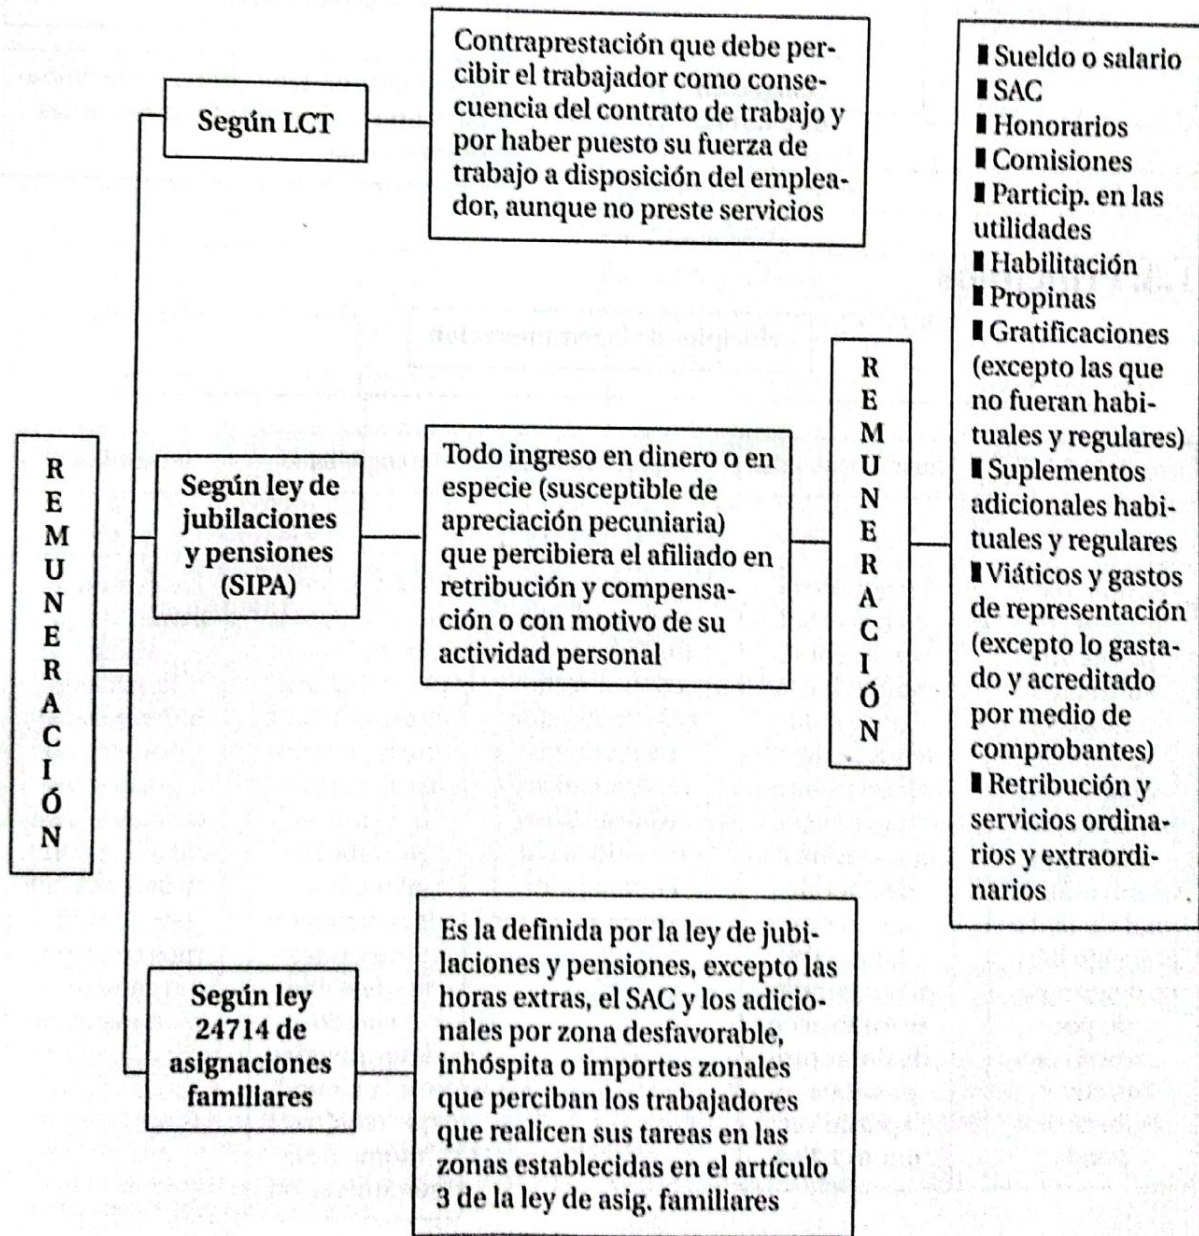 R
E
M
U
N
E
R
A
C
I
Ó
N
Según LCT
Contraprestación que debe per-
cibir el trabajador como conse-
cuencia del contrato de trabajo y
por haber puesto su fuerza de
trabajo a disposición del emplea-
dor, aunque no preste servicios
Según ley de
jubilaciones
y pensiones
(SIPA)
Todo ingreso en dinero o en
especie (susceptible de
apreciación pecuniaria)
que percibiera el afiliado en
retribución y compensa-
ción o con motivo de su
actividad personal
R
E
M
U
N
E
R
A
C
I
Ó
N
▮ Sueldo o salario
▮ SAC
▮ Honorarios
▮ Comisiones
▮ Particip. en las
utilidades
▮ Habilitación
▮ Propinas
▮ Gratificaciones
(excepto las que
no fueran habi-
tuales y regulares)
▮ Suplementos
adicionales habi-
tuales y regulares
▮ Viáticos y gastos
de representación
(excepto lo gasta-
do y acreditado
por medio de
comprobantes)
▮ Retribución y
servicios ordina-
rios y extraordi-
narios
Según ley
24714 de
asignaciones
familiares
Es la definida por la ley de jubi-
laciones y pensiones, excepto las
horas extras, el SAC y los adicio-
nales por zona desfavorable,
inhóspita o importes zonales
que perciban los trabajadores
que realicen sus tareas en las
zonas establecidas en el artículo
3 de la ley de asig. familiares